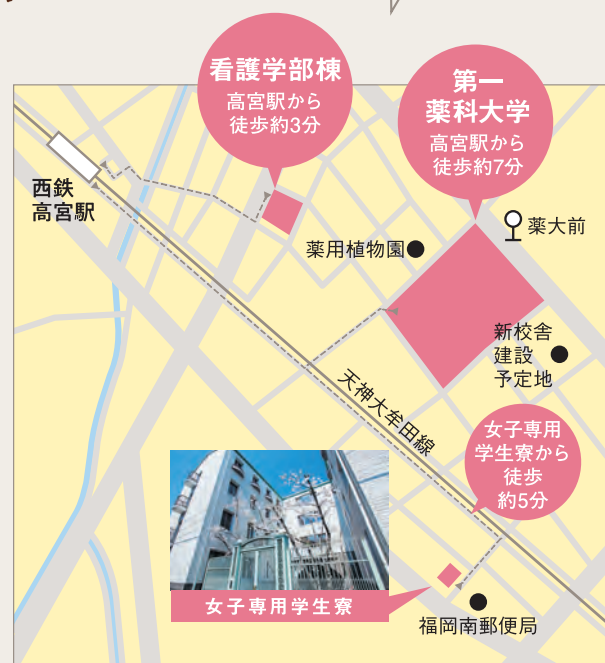 看護学部棟
高宮駅から
徒歩約3分
第一
薬科大学
高宮駅から
徒歩約7分
西鉄
高宮駅
薬用植物園
薬大前
新校舎
建設
予定地
天神大牟田線
女子専用
学生寮から
徒歩
約5分
女子専用学生寮
福岡南郵便局